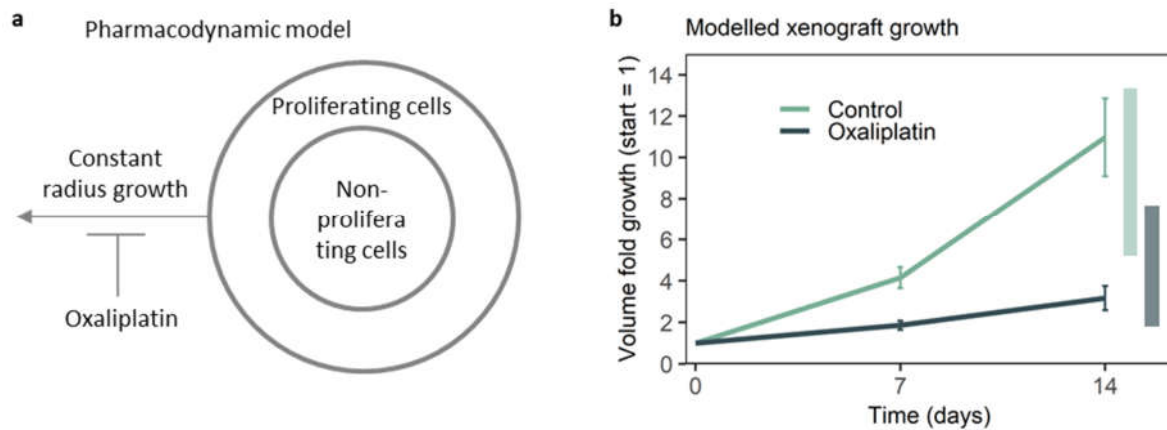 a
Pharmacodynamic model
Proliferating cells
Constant
radius growth
Non-
prolifera
ting cells
Oxaliplatin
b
Modelled xenograft growth
Volume fold growth (start = 1)
14
12
10
8
6
4
2
0
Control
Oxaliplatin
0 7 14
Time (days)